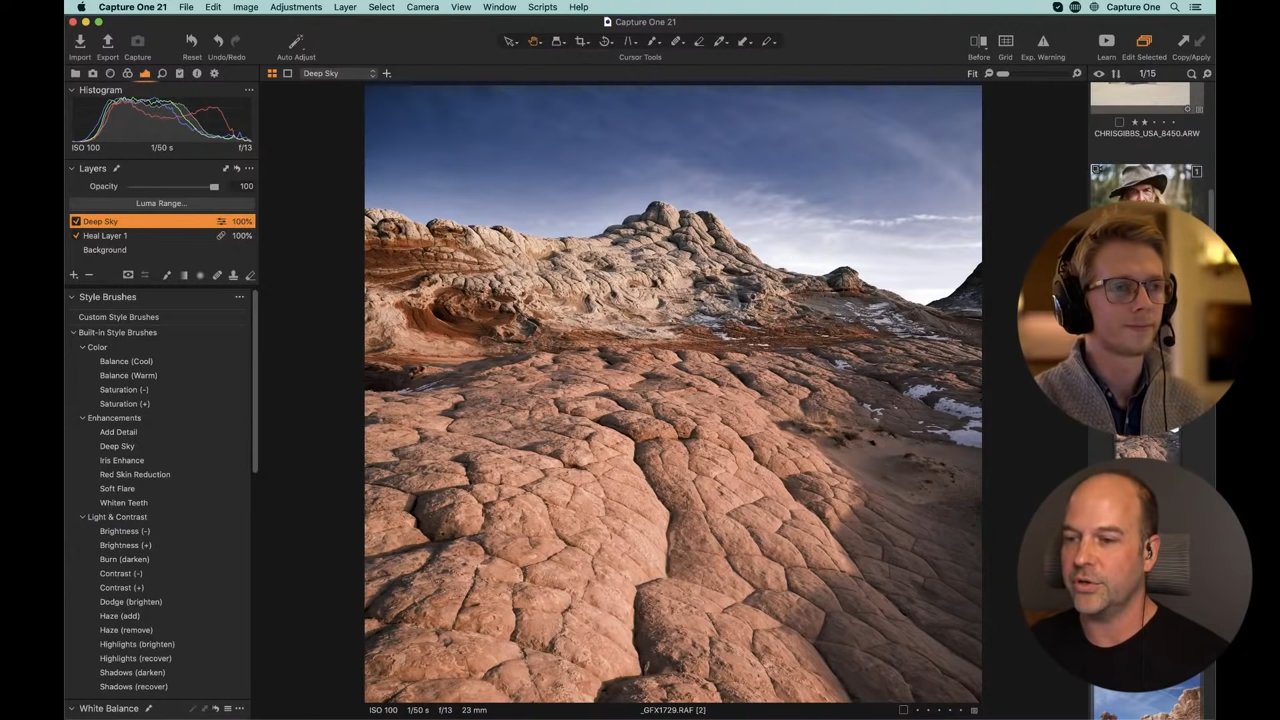 Capture One 21 File Edit Image Adjustments Layer Select Camera View Window Scripts Help Capture One
Capture One 21
Import Export Capture Reset Undo/Redo Auto Adjust Cursor Tools Before Grid Exp. Warning Learn Edit Selected Copy/Apply
Deep Sky Fit 1/15
Histogram
ISO 100 1/50 s f/13
CHRISGIBBS_USA_8450.ARW
Layers
1
Opacity 100
Luma Range...
Deep Sky 100%
Heal Layer 1 100%
Background
Style Brushes
Custom Style Brushes
Built-in Style Brushes
Color
Balance (Cool)
Balance (Warm)
Saturation (-)
Saturation (+)
Enhancements
Add Detail
Deep Sky
Iris Enhance
Red Skin Reduction
Soft Flare
Whiten Teeth
Light & Contrast
Brightness (-)
Brightness (+)
Burn (darken)
Contrast (-)
Contrast (+)
Dodge (brighten)
Haze (add)
Haze (remove)
Highlights (brighten)
Highlights (recover)
Shadows (darken)
Shadows (recover)
White Balance
ISO 100 1/50 s f/13 23 mm _GFX1729.RAF [2]